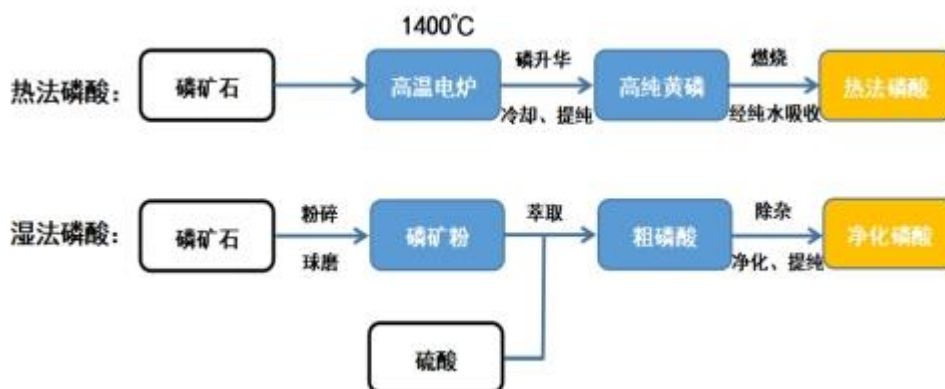 1400℃
热法磷酸：
磷矿石
高温电炉
磷升华
冷却、提纯
高纯黄磷
燃烧
经纯水吸收
热法磷酸
湿法磷酸：
磷矿石
粉碎
球磨
磷矿粉
萃取
粗磷酸
除杂
净化、提纯
净化磷酸
硫酸